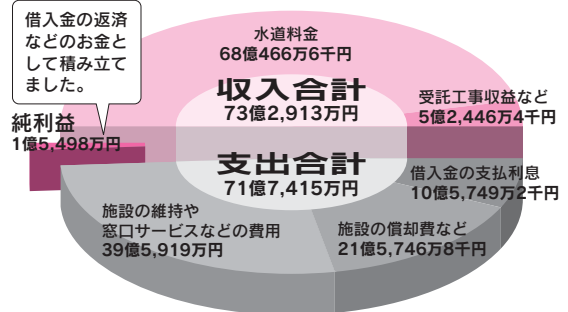 借入金の返済
などのお金と
して積み立て
ました。
水道料金
68億466万6千円
収入合計
73億2,913万円
受託工事収益など
5億2,446万4千円
純利益
1億5,498万円
支出合計
71億7,415万円
借入金の支払利息
10億5,749万2千円
施設の維持や
窓口サービスなどの費用
39億5,919万円
施設の償却費など
21億5,746万8千円